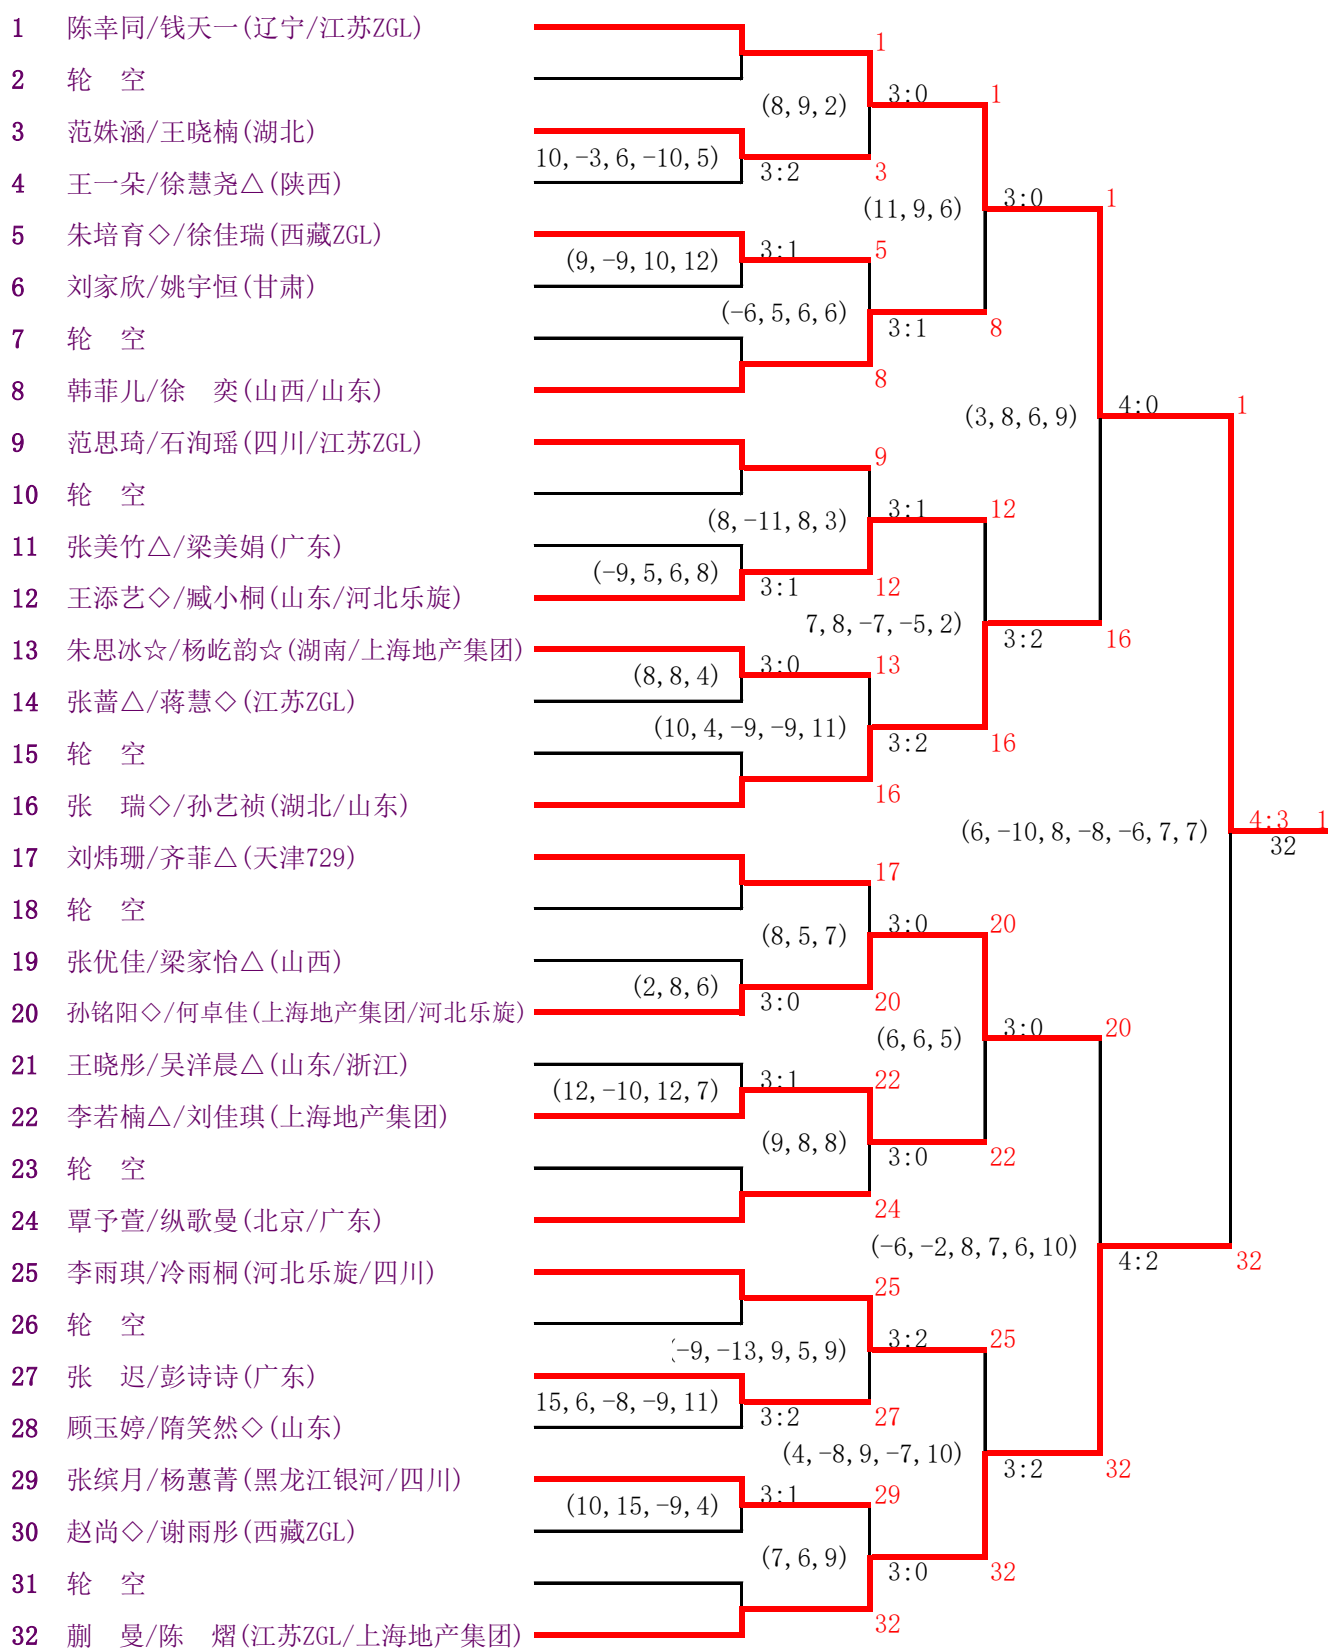 1 陈幸同/钱天一(辽宁/江苏ZGL)
1
2 轮 空
(8,9,2) 3:0 1
3 范姝涵/王晓楠(湖北)
10,-3,6,-10,5) 3:2 3
4 王一朵/徐慧尧△(陕西)
(11,9,6) 3:0 1
5 朱培育◇/徐佳瑞(西藏ZGL)
(9,-9,10,12) 3:1 5
6 刘家欣/姚宇恒(甘肃)
(-6,5,6,6) 3:1 8
7 轮 空
8
8 韩菲儿/徐 奕(山西/山东)
(3,8,6,9) 4:0 1
9 范思琦/石洵瑶(四川/江苏ZGL)
9
10 轮 空
(8,-11,8,3) 3:1 12
11 张美竹△/梁美娟(广东)
(-9,5,6,8) 3:1 12
12 王添艺◇/臧小桐(山东/河北乐旋)
7,8,-7,-5,2) 3:2 16
13 朱思冰☆/杨屹韵☆(湖南/上海地产集团)
(8,8,4) 3:0 13
14 张蔷△/蒋慧◇(江苏ZGL)
(10,4,-9,-9,11) 3:2 16
15 轮 空
16
16 张 瑞◇/孙艺祯(湖北/山东)
(6,-10,8,-8,-6,7,7) 4:3 1
32
17 刘炜珊/齐菲△(天津729)
17
18 轮 空
(8,5,7) 3:0 20
19 张优佳/梁家怡△(山西)
(2,8,6) 3:0 20
20 孙铭阳◇/何卓佳(上海地产集团/河北乐旋)
(6,6,5) 3:0 20
21 王晓彤/吴洋晨△(山东/浙江)
(12,-10,12,7) 3:1 22
22 李若楠△/刘佳琪(上海地产集团)
(9,8,8) 3:0 22
23 轮 空
24
24 覃予萱/纵歌曼(北京/广东)
(-6,-2,8,7,6,10) 4:2 32
25 李雨琪/冷雨桐(河北乐旋/四川)
25
26 轮 空
(-9,-13,9,5,9) 3:2 25
27 张 迟/彭诗诗(广东)
15,6,-8,-9,11) 3:2 27
28 顾玉婷/隋笑然◇(山东)
(4,-8,9,-7,10) 3:2 32
29 张缤月/杨蕙菁(黑龙江银河/四川)
(10,15,-9,4) 3:1 29
30 赵尚◇/谢雨彤(西藏ZGL)
(7,6,9) 3:0 32
31 轮 空
32
32 蒯 曼/陈 熠(江苏ZGL/上海地产集团)